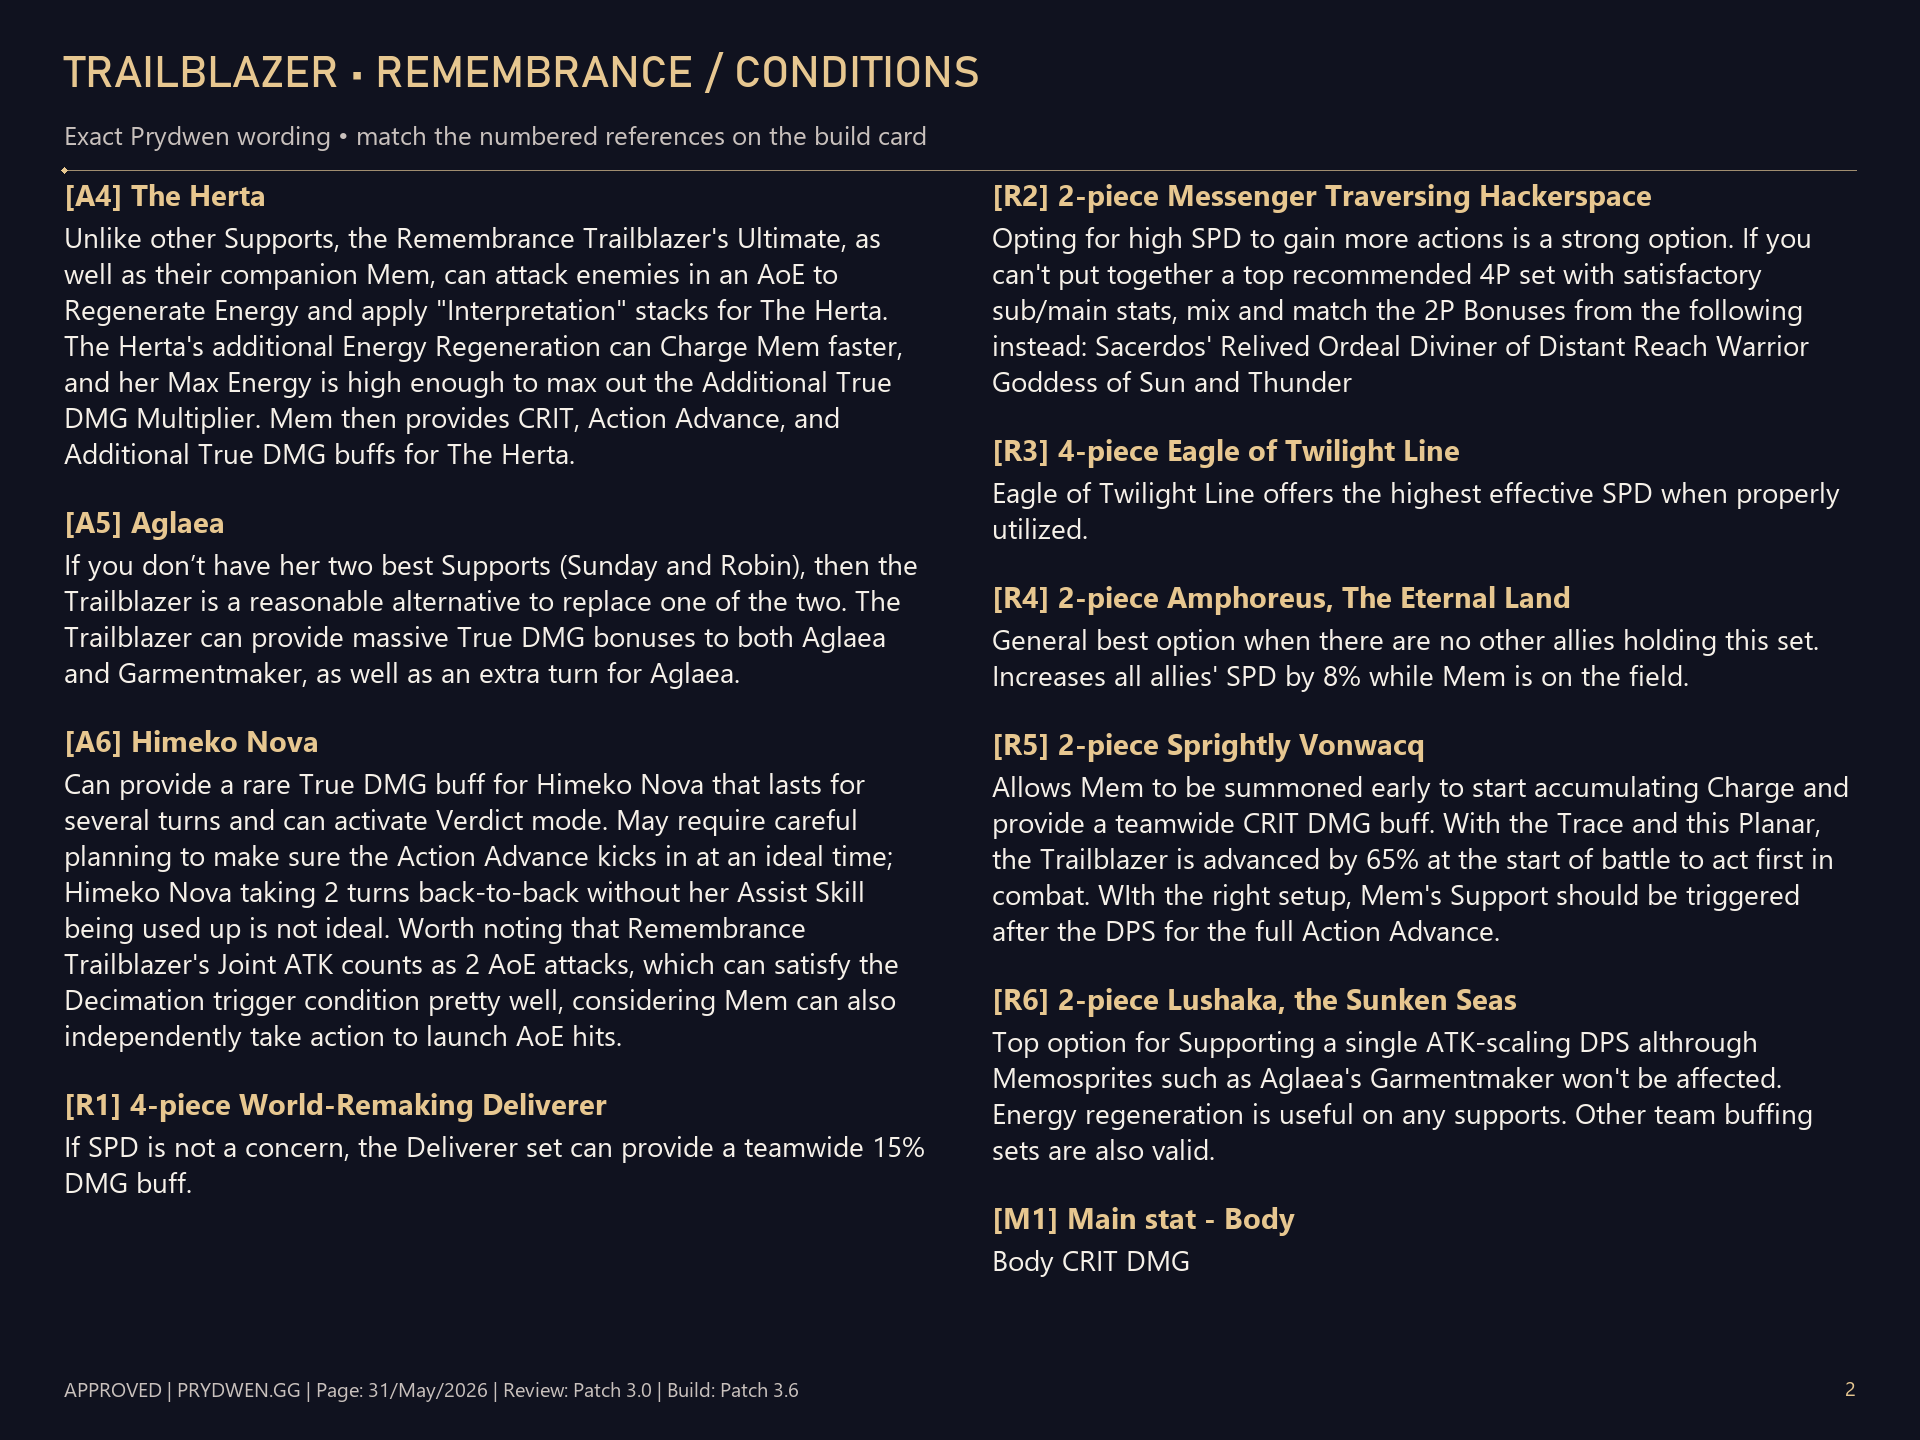 TRAILBLAZER • REMEMBRANCE / CONDITIONS
Exact Prydwen wording • match the numbered references on the build card
[A4] The Herta
Unlike other Supports, the Remembrance Trailblazer's Ultimate, as
well as their companion Mem, can attack enemies in an AoE to
Regenerate Energy and apply "Interpretation" stacks for The Herta.
The Herta's additional Energy Regeneration can Charge Mem faster,
and her Max Energy is high enough to max out the Additional True
DMG Multiplier. Mem then provides CRIT, Action Advance, and
Additional True DMG buffs for The Herta.
[A5] Aglaea
If you don’t have her two best Supports (Sunday and Robin), then the
Trailblazer is a reasonable alternative to replace one of the two. The
Trailblazer can provide massive True DMG bonuses to both Aglaea
and Garmentmaker, as well as an extra turn for Aglaea.
[A6] Himeko Nova
Can provide a rare True DMG buff for Himeko Nova that lasts for
several turns and can activate Verdict mode. May require careful
planning to make sure the Action Advance kicks in at an ideal time;
Himeko Nova taking 2 turns back-to-back without her Assist Skill
being used up is not ideal. Worth noting that Remembrance
Trailblazer's Joint ATK counts as 2 AoE attacks, which can satisfy the
Decimation trigger condition pretty well, considering Mem can also
independently take action to launch AoE hits.
[R1] 4-piece World-Remaking Deliverer
If SPD is not a concern, the Deliverer set can provide a teamwide 15%
DMG buff.
[R2] 2-piece Messenger Traversing Hackerspace
Opting for high SPD to gain more actions is a strong option. If you
can't put together a top recommended 4P set with satisfactory
sub/main stats, mix and match the 2P Bonuses from the following
instead: Sacerdos' Relived Ordeal Diviner of Distant Reach Warrior
Goddess of Sun and Thunder
[R3] 4-piece Eagle of Twilight Line
Eagle of Twilight Line offers the highest effective SPD when properly
utilized.
[R4] 2-piece Amphoreus, The Eternal Land
General best option when there are no other allies holding this set.
Increases all allies' SPD by 8% while Mem is on the field.
[R5] 2-piece Sprightly Vonwacq
Allows Mem to be summoned early to start accumulating Charge and
provide a teamwide CRIT DMG buff. With the Trace and this Planar,
the Trailblazer is advanced by 65% at the start of battle to act first in
combat. WIth the right setup, Mem's Support should be triggered
after the DPS for the full Action Advance.
[R6] 2-piece Lushaka, the Sunken Seas
Top option for Supporting a single ATK-scaling DPS althrough
Memosprites such as Aglaea's Garmentmaker won't be affected.
Energy regeneration is useful on any supports. Other team buffing
sets are also valid.
[M1] Main stat - Body
Body CRIT DMG
APPROVED | PRYDWEN.GG | Page: 31/May/2026 | Review: Patch 3.0 | Build: Patch 3.6
2